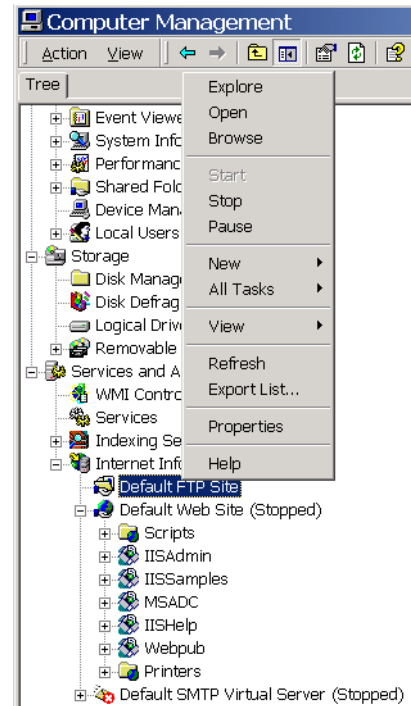 Computer Management
Action View
Tree
Event Viewe
System Info
Performanc
Shared Fold
Device Man
Local Users
Storage
Disk Manag
Disk Defrag
Logical Driv
Removable
Services and A
WMI Contro
Services
Indexing Se
Internet Info
Default FTP Site
Default Web Site (Stopped)
Scripts
IISAdmin
IISSamples
MSADC
IISHelp
Webpub
Printers
Default SMTP Virtual Server (Stopped)
Explore
Open
Browse
Start
Stop
Pause
New
All Tasks
View
Refresh
Export List...
Properties
Help